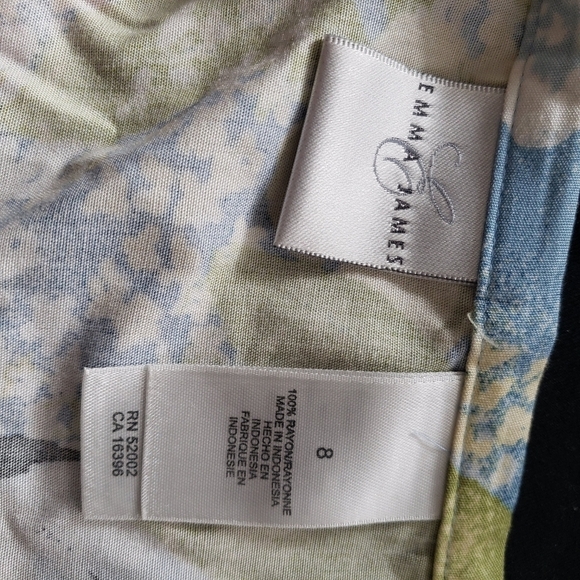 EMMA JAMES
8
100% RAYON/RAYONNE
MADE IN INDONESIA
HECHO EN
INDONESIA
FABRIQUE EN
INDONESIE
RN 52002
CA 16396